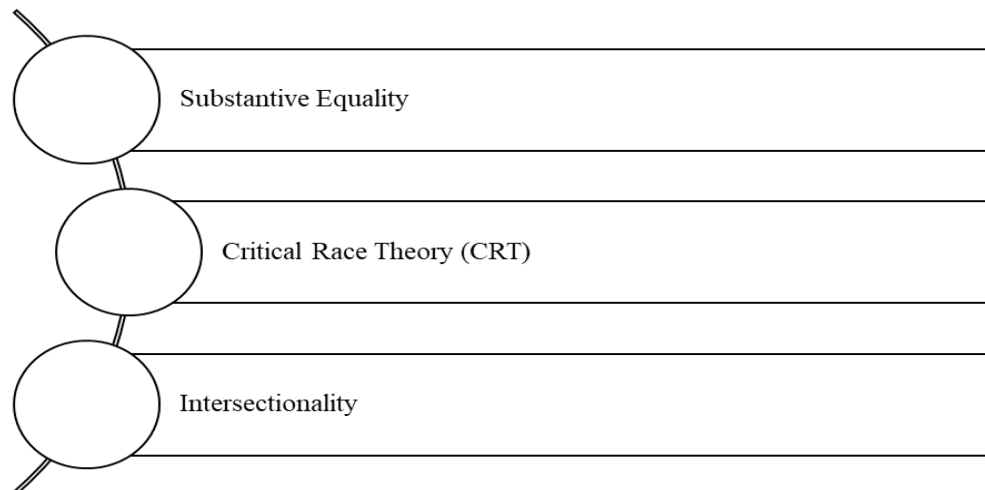 Substantive Equality
Critical Race Theory (CRT)
Intersectionality